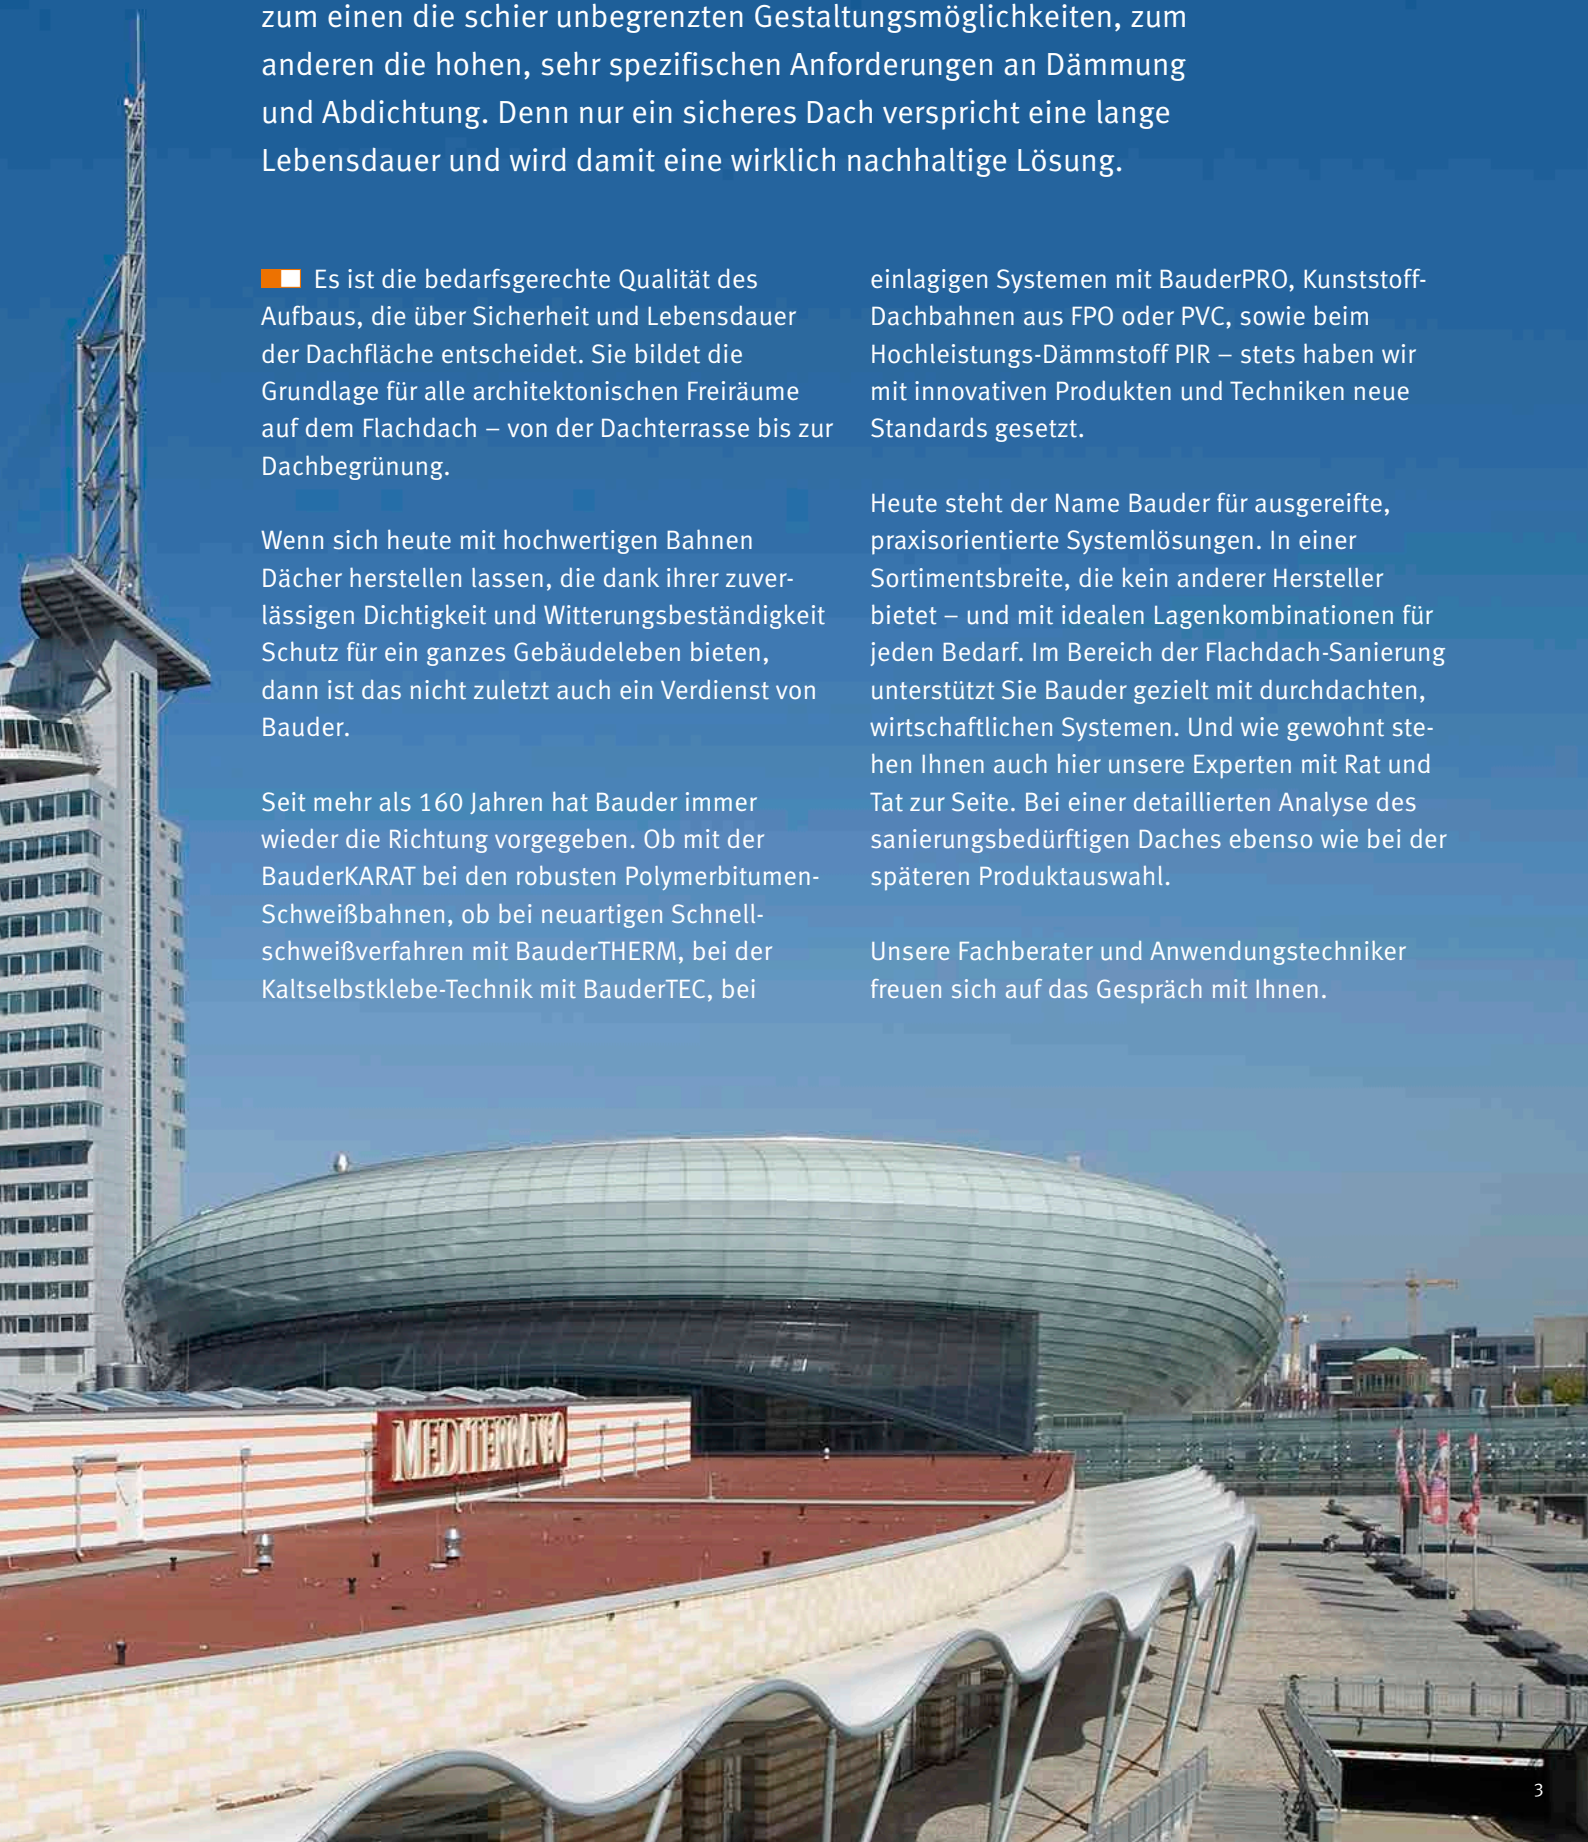 zum einen die schier unbegrenzten Gestaltungsmöglichkeiten, zum
anderen die hohen, sehr spezifischen Anforderungen an Dämmung
und Abdichtung. Denn nur ein sicheres Dach verspricht eine lange
Lebensdauer und wird damit eine wirklich nachhaltige Lösung.
Es ist die bedarfsgerechte Qualität des
Aufbaus, die über Sicherheit und Lebensdauer
der Dachfläche entscheidet. Sie bildet die
Grundlage für alle architektonischen Freiräume
auf dem Flachdach – von der Dachterrasse bis zur
Dachbegrünung.
Wenn sich heute mit hochwertigen Bahnen
Dächer herstellen lassen, die dank ihrer zuver-
lässigen Dichtigkeit und Witterungsbeständigkeit
Schutz für ein ganzes Gebäudeleben bieten,
dann ist das nicht zuletzt auch ein Verdienst von
Bauder.
Seit mehr als 160 Jahren hat Bauder immer
wieder die Richtung vorgegeben. Ob mit der
BauderKARAT bei den robusten Polymerbitumen-
Schweißbahnen, ob bei neuartigen Schnell-
schweißverfahren mit BauderTHERM, bei der
Kaltselbstklebe-Technik mit BauderTEC, bei
einlagigen Systemen mit BauderPRO, Kunststoff-
Dachbahnen aus FPO oder PVC, sowie beim
Hochleistungs-Dämmstoff PIR – stets haben wir
mit innovativen Produkten und Techniken neue
Standards gesetzt.
Heute steht der Name Bauder für ausgereifte,
praxisorientierte Systemlösungen. In einer
Sortimentsbreite, die kein anderer Hersteller
bietet – und mit idealen Lagenkombinationen für
jeden Bedarf. Im Bereich der Flachdach-Sanierung
unterstützt Sie Bauder gezielt mit durchdachten,
wirtschaftlichen Systemen. Und wie gewohnt ste-
hen Ihnen auch hier unsere Experten mit Rat und
Tat zur Seite. Bei einer detaillierten Analyse des
sanierungsbedürftigen Daches ebenso wie bei der
späteren Produktauswahl.
Unsere Fachberater und Anwendungstechniker
freuen sich auf das Gespräch mit Ihnen.
MEDITERRANEO
3